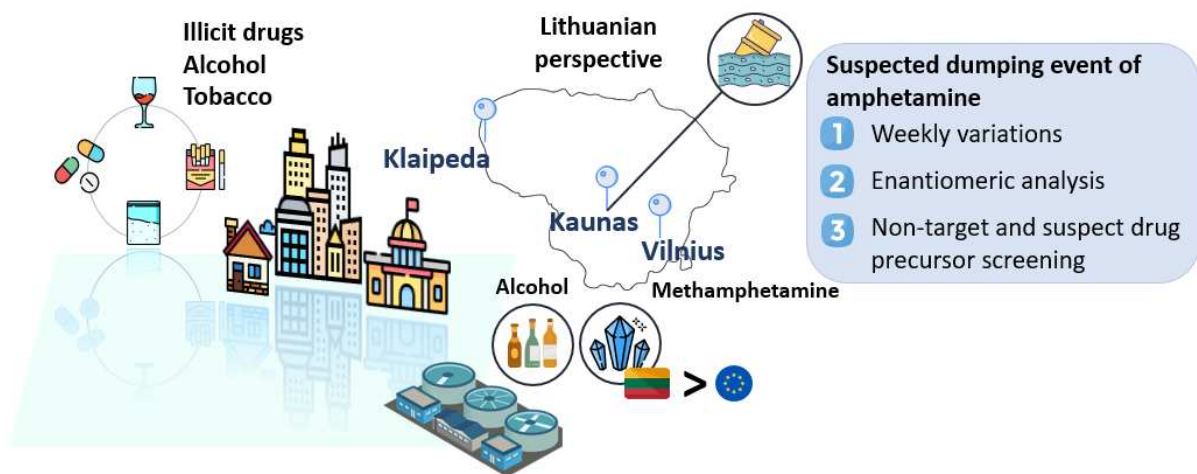 Illicit drugs
Alcohol
Tobacco
Lithuanian
perspective
Klaipeda
Kaunas
Vilnius
Alcohol
Methamphetamine
>
Suspected dumping event of
amphetamine
1 Weekly variations
2 Enantiomeric analysis
3 Non-target and suspect drug
precursor screening